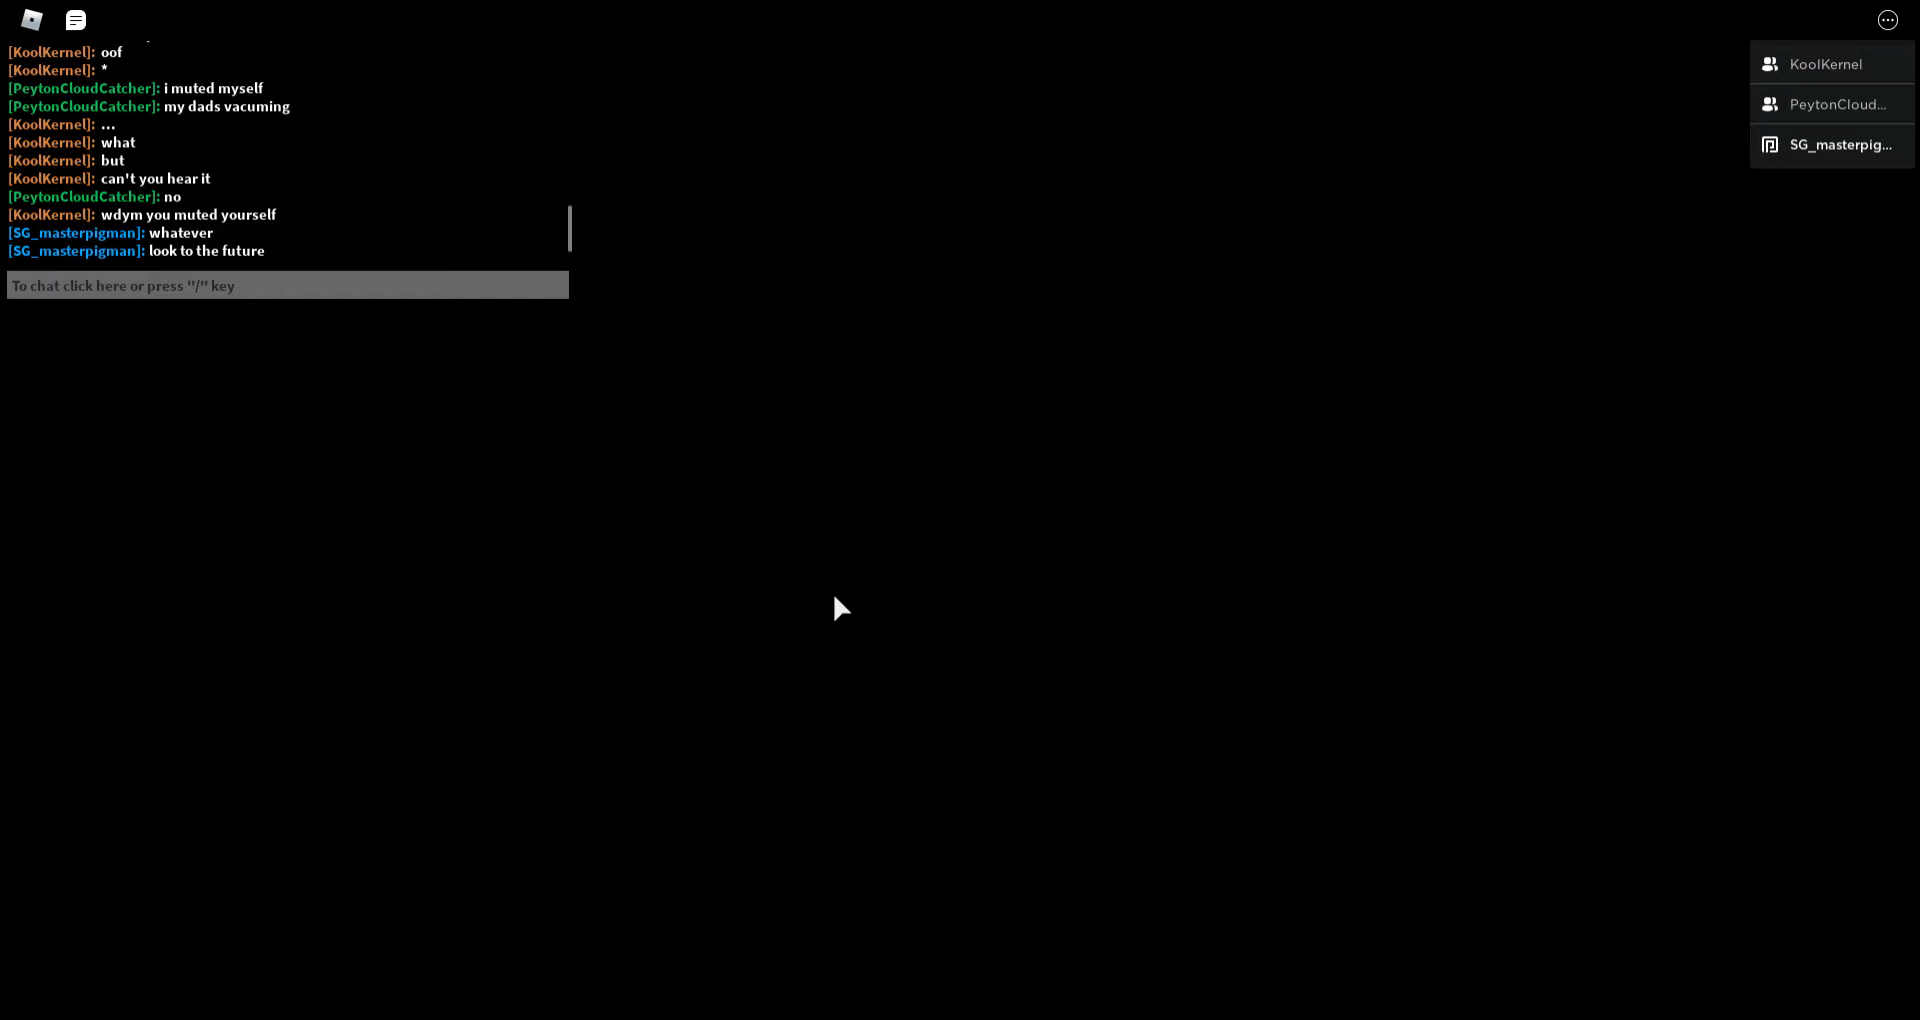 [KoolKernel]: oof
[KoolKernel]: *
[PeytonCloudCatcher]: i muted myself
[PeytonCloudCatcher]: my dads vacuming
[KoolKernel]: ...
[KoolKernel]: what
[KoolKernel]: but
[KoolKernel]: can't you hear it
[PeytonCloudCatcher]: no
[KoolKernel]: wdym you muted yourself
[SG_masterpigman]: whatever
[SG_masterpigman]: look to the future
To chat click here or press "/" key
KoolKernel
PeytonCloud...
SG_masterpig...